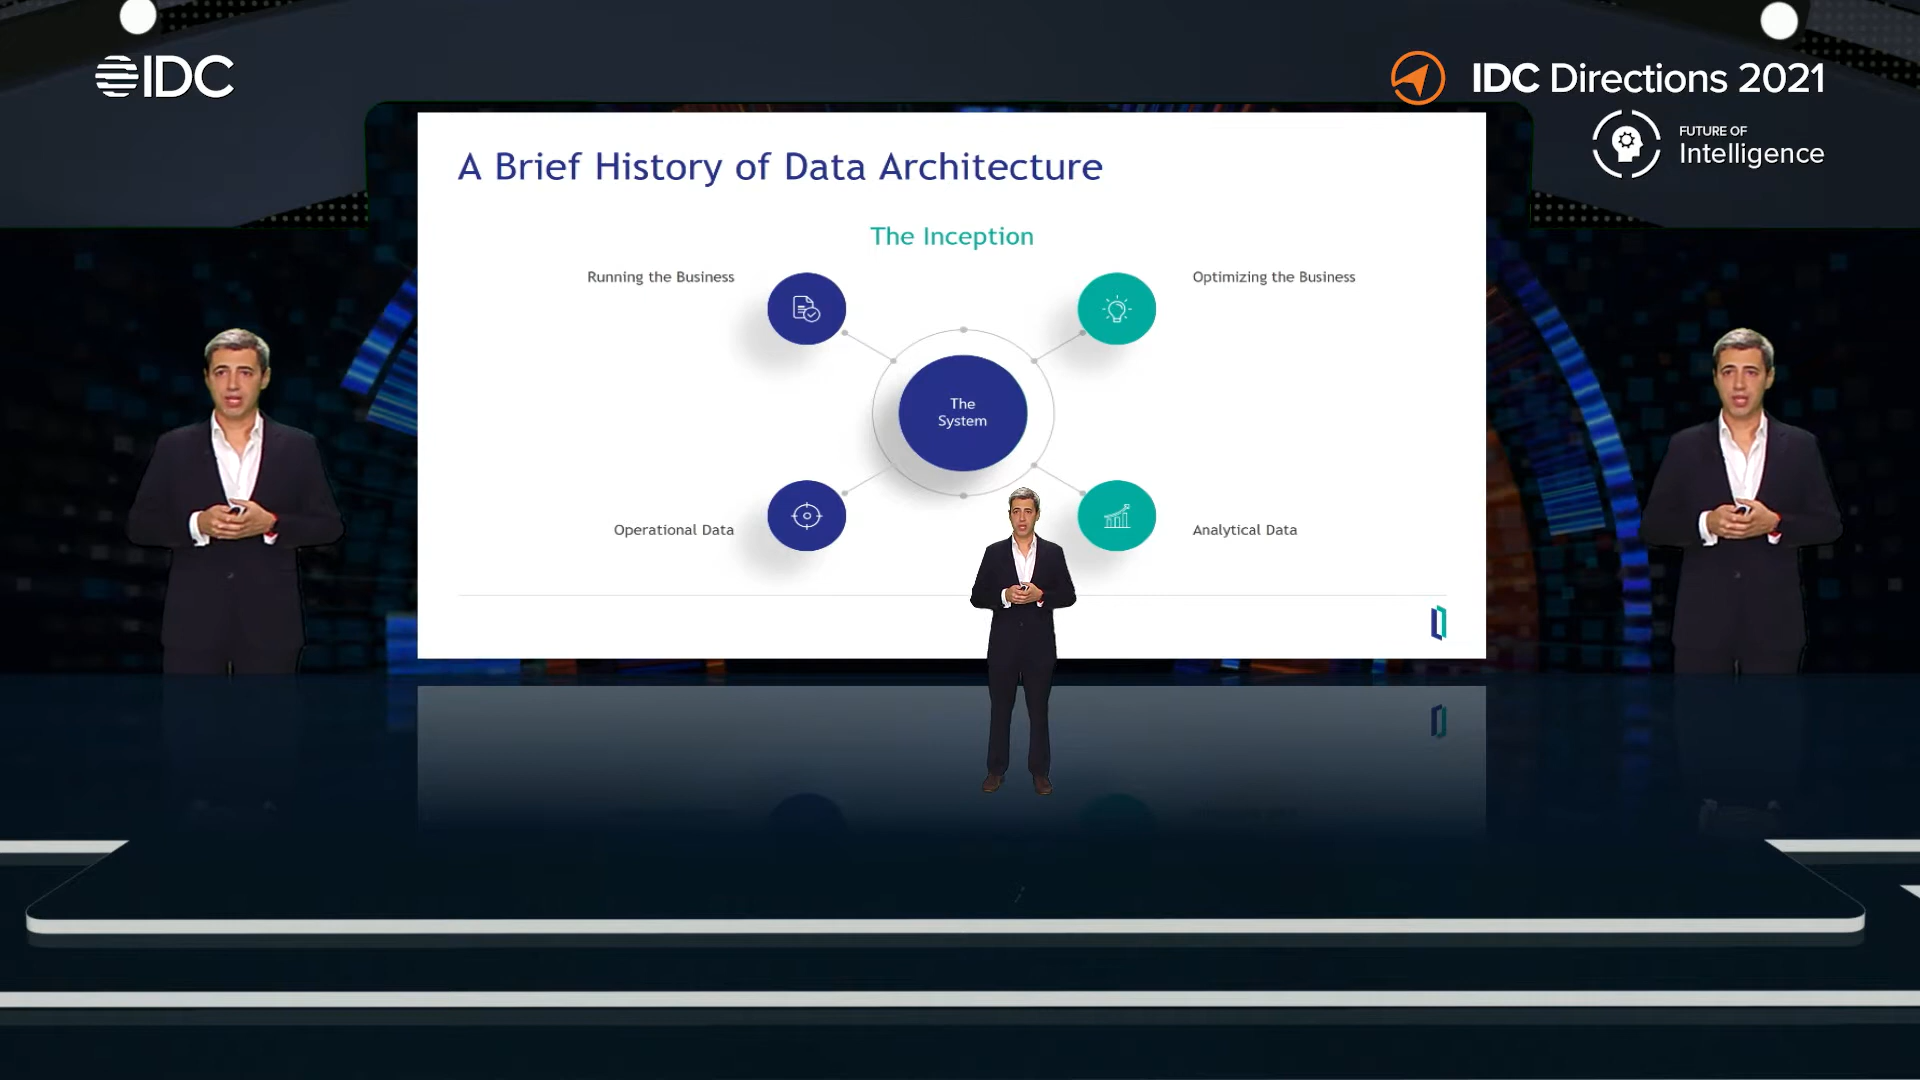 IDC
IDC Directions 2021
FUTURE OF
Intelligence
A Brief History of Data Architecture
The Inception
Running the Business
Optimizing the Business
The
System
Operational Data
Analytical Data